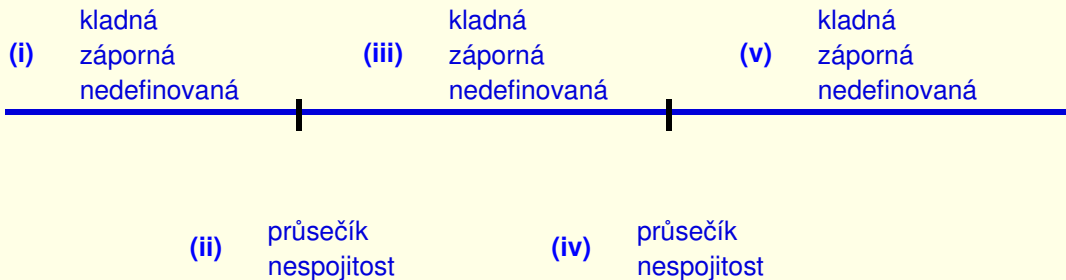 (i)
kladná
záporná
nedefinovaná
(iii)
kladná
záporná
nedefinovaná
(v)
kladná
záporná
nedefinovaná
(ii)
průsečík
nespojitost
(iv)
průsečík
nespojitost